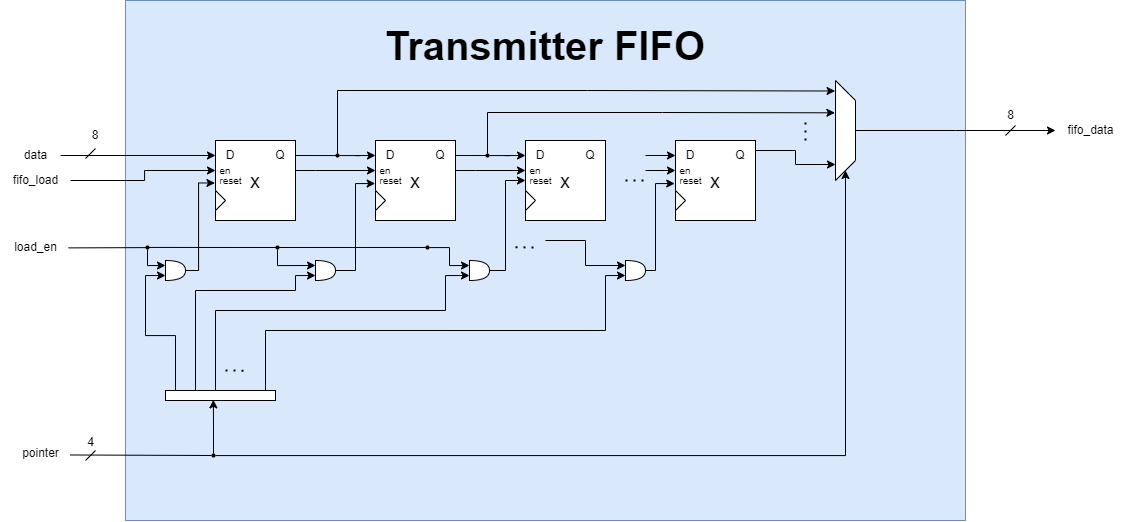 Transmitter FIFO
8
data
fifo_load
D Q
en
reset X
D Q
en
reset X
D Q
en
reset X
...
D Q
en
reset X
8
fifo_data
load_en
...
...
pointer
4